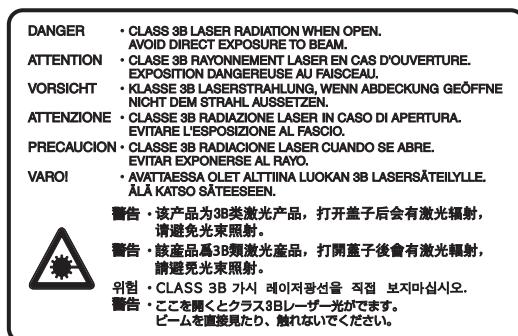 DANGER · CLASS 3B LASER RADIATION WHEN OPEN.
AVOID DIRECT EXPOSURE TO BEAM.
ATTENTION · CLASE 3B RAYONNEMENT LASER EN CAS D'OUVERTURE.
EXPOSITION DANGEREUSE AU FAISCEAU.
VORSICHT · KLASSE 3B LASERSTRAHLUNG, WENN ABDECKUNG GEÖFFNE
NICHT DEM STRAHL AUSSETZEN.
ATTENZIONE · CLASSE 3B RADIAZIONE LASER IN CASO DI APERTURA.
EVITARE L'ESPOSIZIONE AL FASCIO.
PRECAUCION · CLASSE 3B RADIACIONE LASER CUANDO SE ABRE.
EVITAR EXPONERSE AL RAYO.
VARO! · AVATTAESSA OLET ALTTIINA LUOKAN 3B LASERSÄTEILYLLE.
ÄLÄ KATSO SÄTEESEEN.
警告 · 该产品为3B类激光产品，打开盖子后会有激光辐射，
请避免光束照射。
警告 · 該産品爲3B類激光産品，打開蓋子後會有激光輻射，
請避免光束照射。
위험 · CLASS 3B 가시 레이저광선을 직접 보지마십시오.
警告 · ここを開くとクラス3Bレーザー光がでます。
ビームを直接見たり、触れないでください。